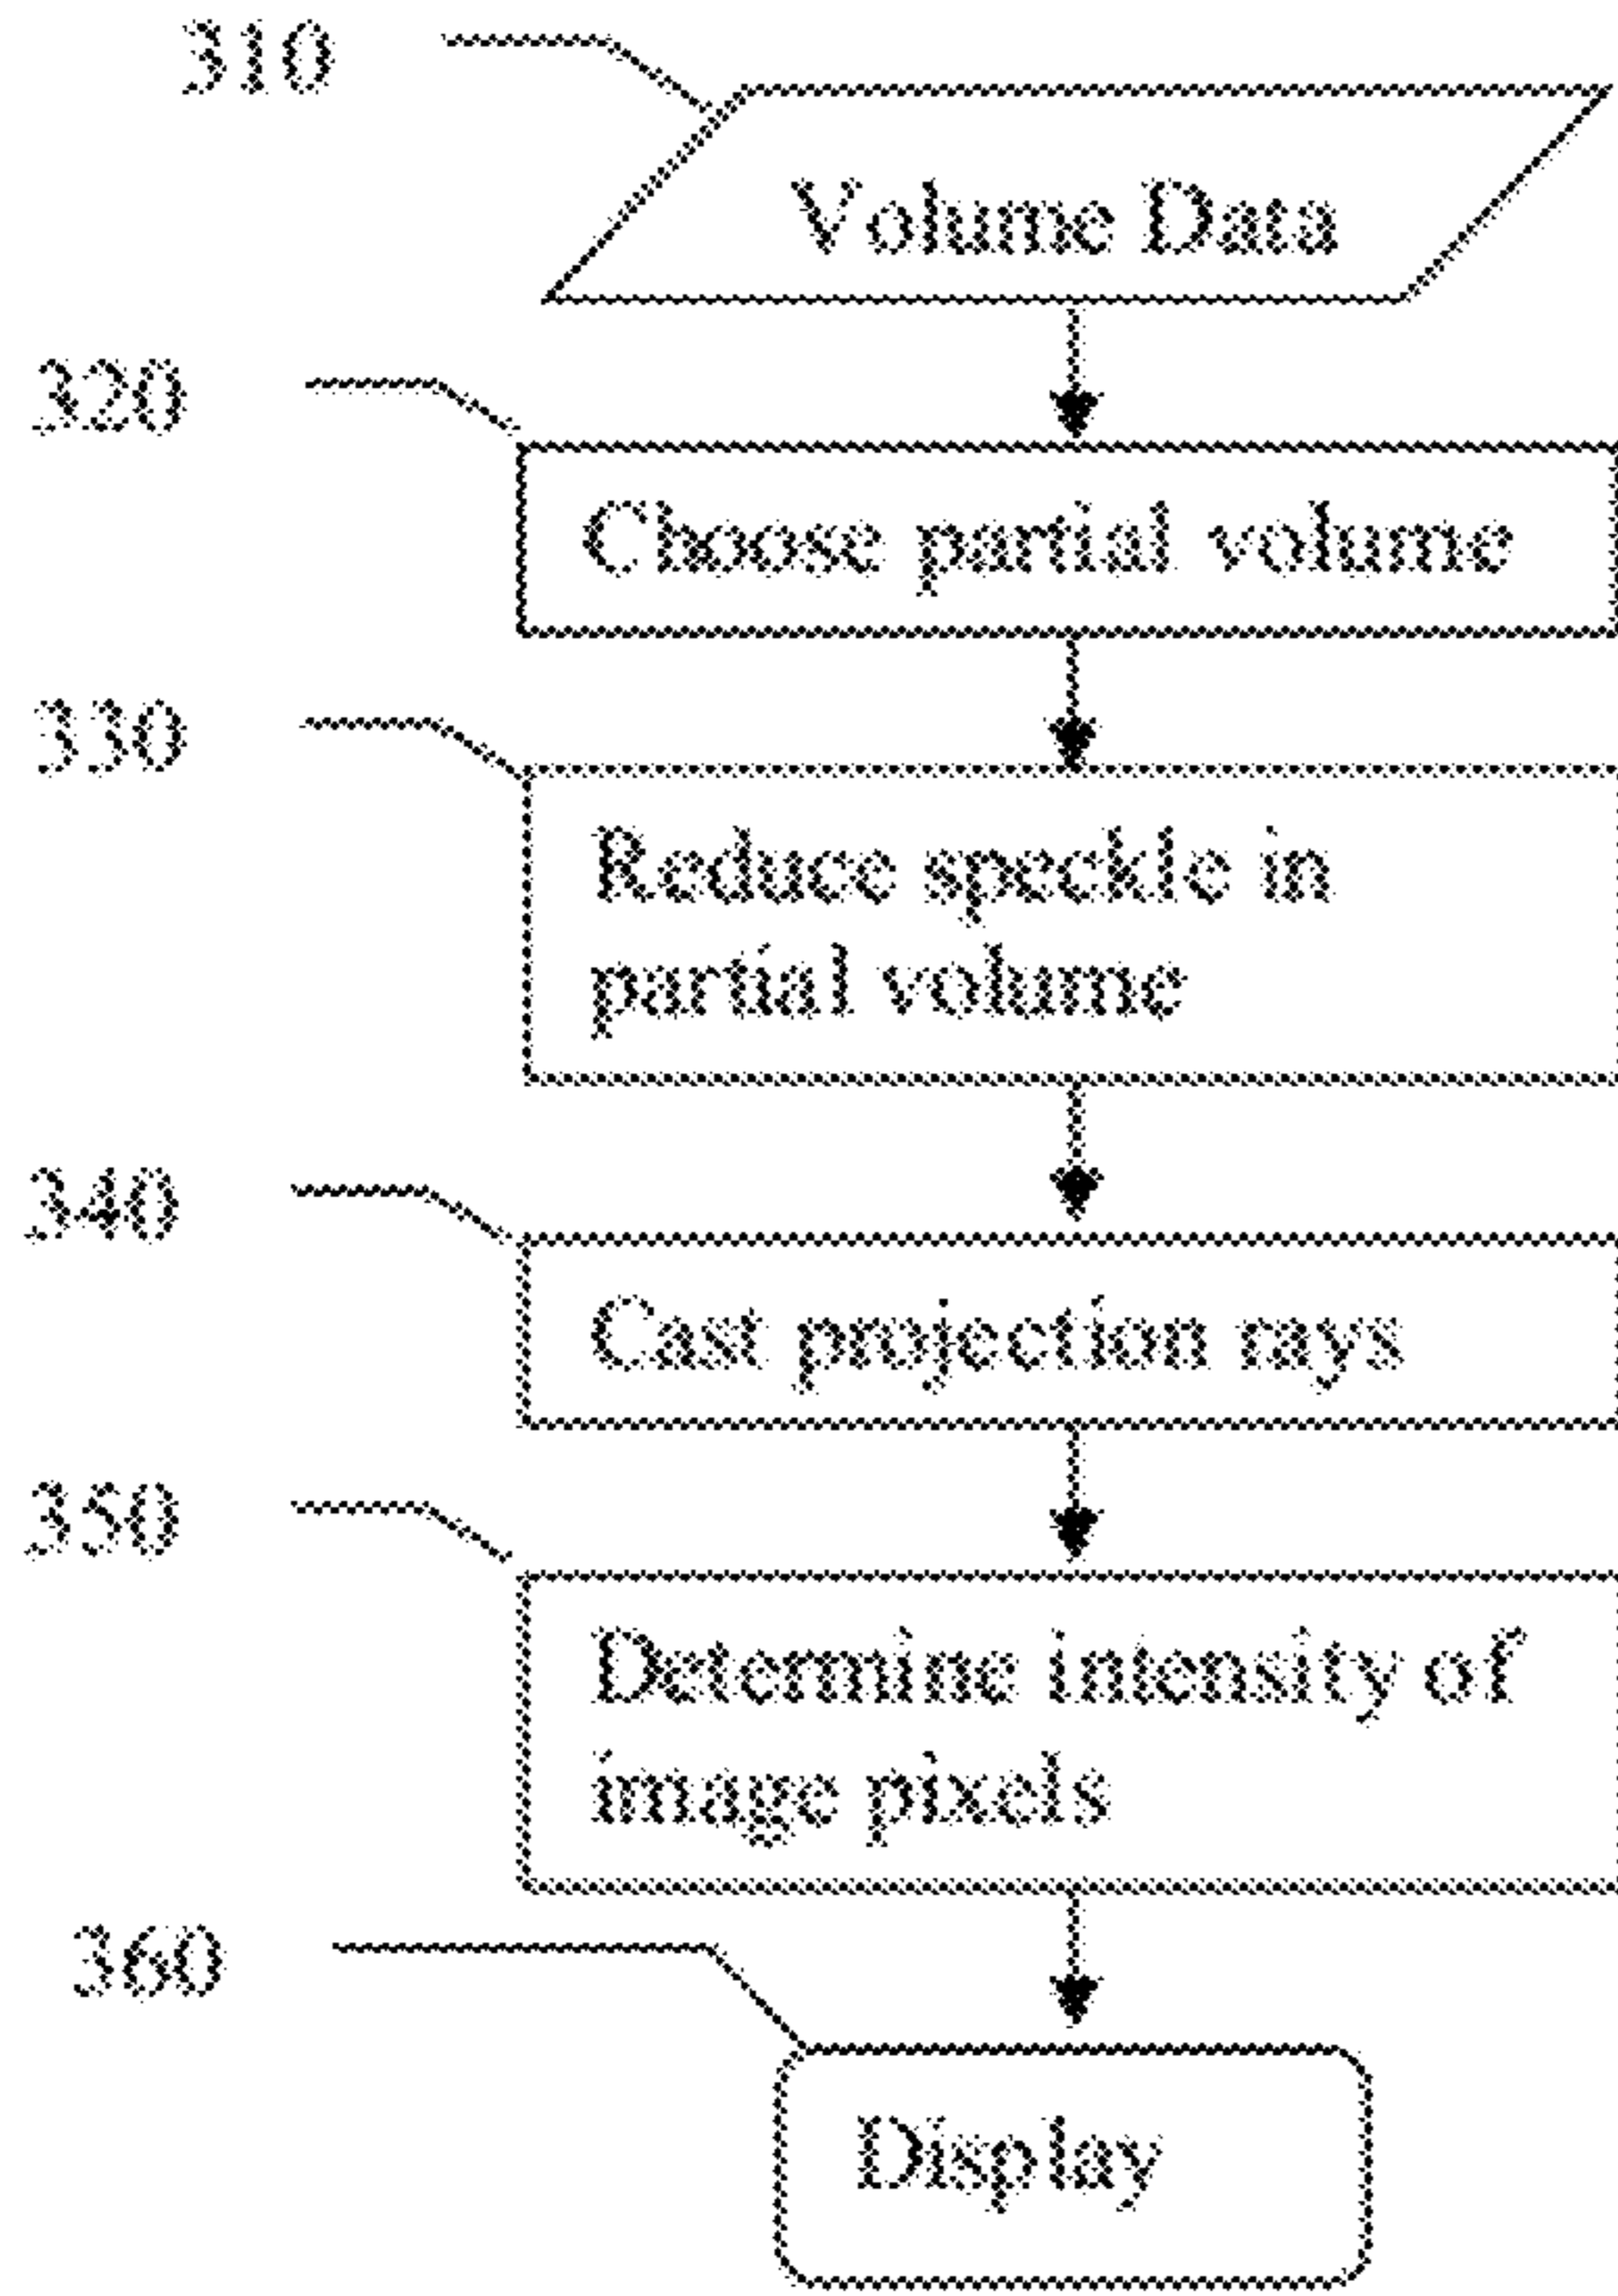 310
Volume Data
320
Choose partial volume
330
Reduce speckle in
partial volume
340
Cast projection rays
350
Determine intensity of
image pixels
360
Display